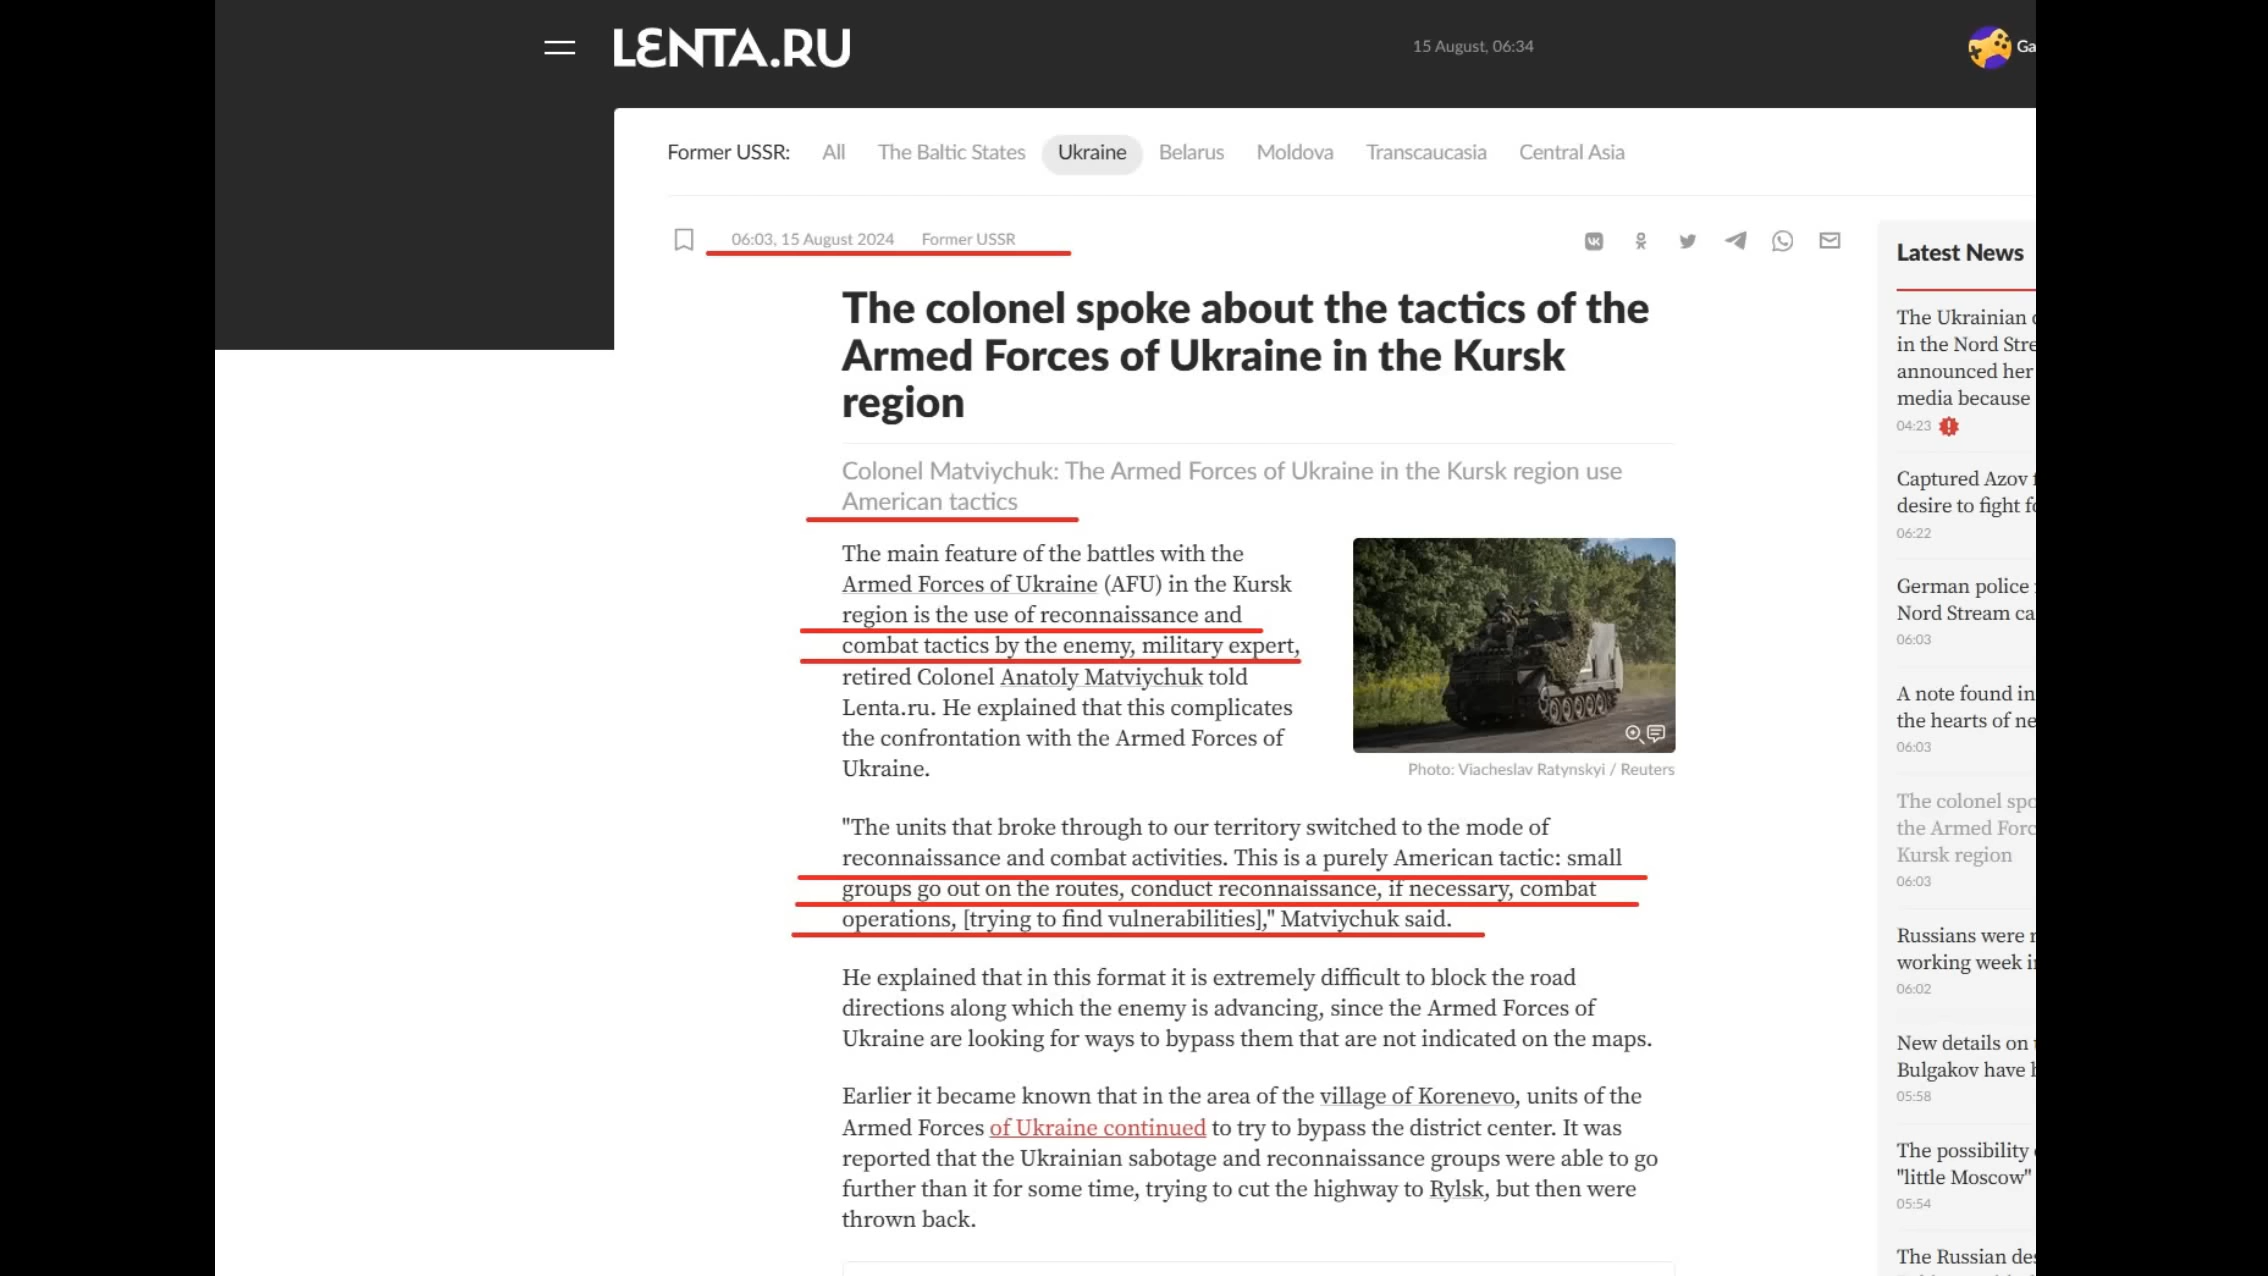 LENTA.RU
15 August, 06:34
Ga
Former USSR: All The Baltic States Ukraine Belarus Moldova Transcaucasia Central Asia
06:03, 15 August 2024 Former USSR
The colonel spoke about the tactics of the
Armed Forces of Ukraine in the Kursk
region
Colonel Matviychuk: The Armed Forces of Ukraine in the Kursk region use
American tactics
The main feature of the battles with the
Armed Forces of Ukraine (AFU) in the Kursk
region is the use of reconnaissance and
combat tactics by the enemy, military expert,
retired Colonel Anatoly Matviychuk told
Lenta.ru. He explained that this complicates
the confrontation with the Armed Forces of
Ukraine.
Photo: Viacheslav Ratynskyi / Reuters
"The units that broke through to our territory switched to the mode of
reconnaissance and combat activities. This is a purely American tactic: small
groups go out on the routes, conduct reconnaissance, if necessary, combat
operations, [trying to find vulnerabilities]," Matviychuk said.
He explained that in this format it is extremely difficult to block the road
directions along which the enemy is advancing, since the Armed Forces of
Ukraine are looking for ways to bypass them that are not indicated on the maps.
Earlier it became known that in the area of the village of Korenevo, units of the
Armed Forces of Ukraine continued to try to bypass the district center. It was
reported that the Ukrainian sabotage and reconnaissance groups were able to go
further than it for some time, trying to cut the highway to Rylsk, but then were
thrown back.
Latest News
The Ukrainian
in the Nord Stre
announced her
media because
04:23
Captured Azov
desire to fight fo
06:22
German police
Nord Stream ca
06:03
A note found in
the hearts of ne
06:03
The colonel spo
the Armed Forc
Kursk region
06:03
Russians were
working week i
06:02
New details on
Bulgakov have
05:58
The possibility
"little Moscow"
05:54
The Russian de